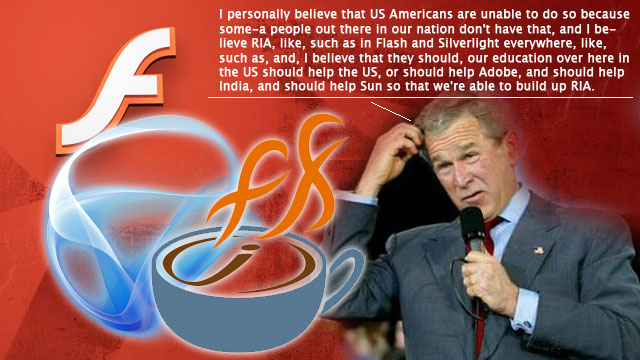 I personally believe that US Americans are unable to do so because
some-a people out there in our nation don't have that, and I be-
lieve RIA, like, such as in Flash and Silverlight everywhere, like,
such as, and, I believe that they should, our education over here in
the US should help the US, or should help Adobe, and should help
India, and should help Sun so that we're able to build up RIA.
f
fx
j